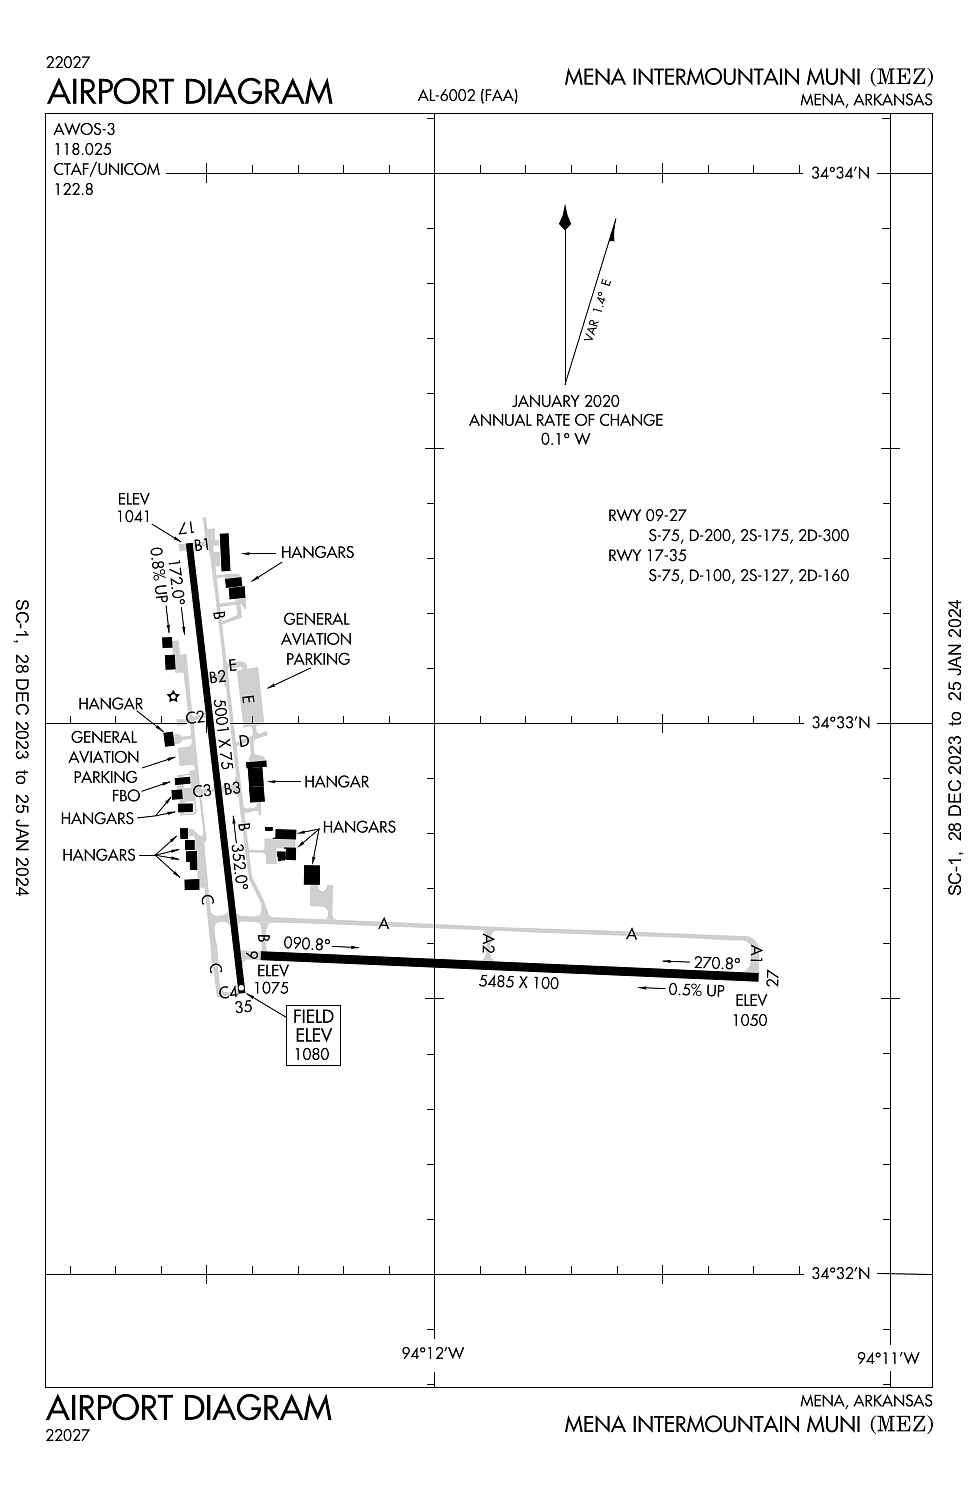 22027
AIRPORT DIAGRAM
AL-6002 (FAA)
MENA INTERMOUNTAIN MUNI (MEZ)
MENA, ARKANSAS
AWOS-3
118.025
CTAF/UNICOM
122.8
34°34'N
VAR 1.4° E
JANUARY 2020
ANNUAL RATE OF CHANGE
0.1° W
ELEV
1041
17
B1
HANGARS
RWY 09-27
S-75, D-200, 2S-175, 2D-300
RWY 17-35
S-75, D-100, 2S-127, 2D-160
172.0°
0.8% UP
B
GENERAL
AVIATION
PARKING
E
B2
E
HANGAR
C2
5001 X 75
34°33'N
GENERAL
AVIATION
PARKING
D
FBO
C3
B3
HANGAR
HANGARS
B
HANGARS
HANGARS
352.0°
C
A
A
B
090.8°
A2
A1
9
270.8°
C
ELEV
1075
5485 X 100
27
C4
0.5% UP
35
ELEV
1050
FIELD
ELEV
1080
34°32'N
94°12'W
94°11'W
SC-1, 28 DEC 2023 to 25 JAN 2024
SC-1, 28 DEC 2023 to 25 JAN 2024
AIRPORT DIAGRAM
22027
MENA, ARKANSAS
MENA INTERMOUNTAIN MUNI (MEZ)